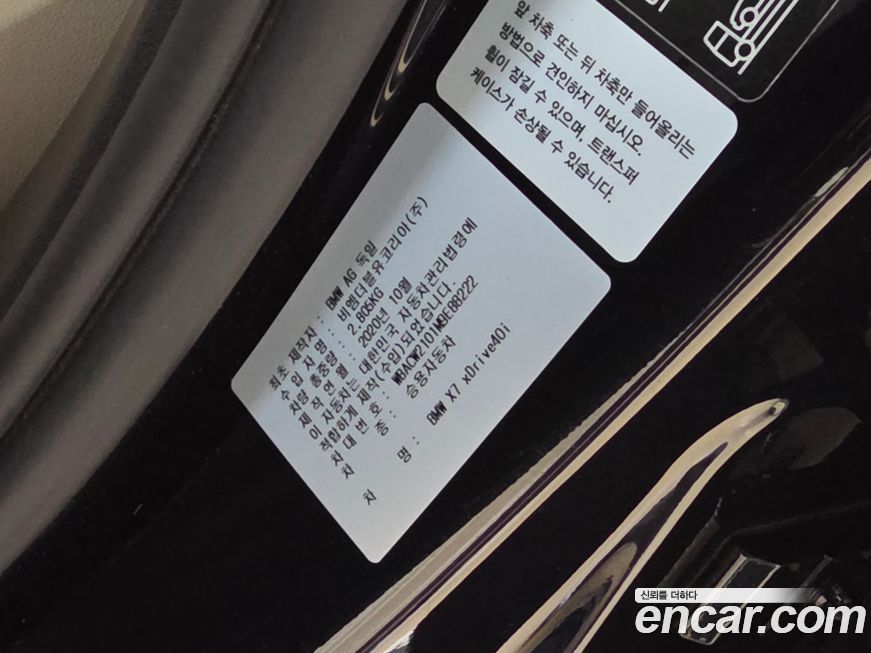 앞 차축 또는 뒤 차축만 들어올리는
방법으로 견인하지 마십시오.
휠이 잠길 수 있으며, 트랜스퍼
케이스가 손상될 수 있습니다.
최초 제작자 : BMW AG 독일
수입 자명 : 비엠더블유코리아(주)
차량 총중량 : 2,805KG
제작 연월 : 2020년 10월
이 자동차는 대한민국 자동차관리법령에
적합하게 제작(수입)되었습니다.
차대번호 : WBACW2101M9E88222
차 종 : 승용자동차
차 명 : BMW X7 xDrive40i
신뢰를 더하다
encar.com